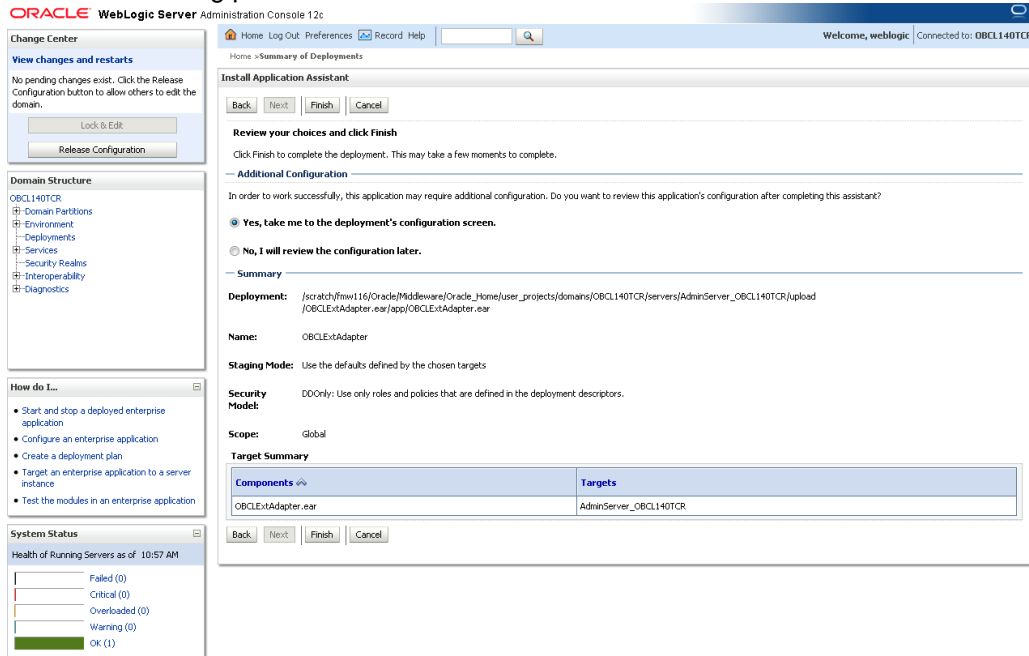 ORACLE WebLogic Server Administration Console 12c
Change Center
View changes and restarts
No pending changes exist. Click the Release
Configuration button to allow others to edit the
domain.
Lock & Edit
Release Configuration
Domain Structure
OBCL140TCR
Domain Partitions
Environment
Deployments
Services
Security Realms
Interoperability
Diagnostics
How do I...
Start and stop a deployed enterprise
application
Configure an enterprise application
Create a deployment plan
Target an enterprise application to a server
instance
Test the modules in an enterprise application
System Status
Health of Running Servers as of 10:57 AM
Failed (0)
Critical (0)
Overloaded (0)
Warning (0)
OK (1)
Home Log Out Preferences Record Help
Welcome, weblogic Connected to: OBCL140TCR
Home >Summary of Deployments
Install Application Assistant
Back Next Finish Cancel
Review your choices and click Finish
Click Finish to complete the deployment. This may take a few moments to complete.
Additional Configuration
In order to work successfully, this application may require additional configuration. Do you want to review this application's configuration after completing this assistant?
Yes, take me to the deployment's configuration screen.
No, I will review the configuration later.
Summary
Deployment: /scratch/fmw116/Oracle/Middleware/Oracle_Home/user_projects/domains/OBCL140TCR/servers/AdminServer_OBCL140TCR/upload
/OBCLExtAdapter.ear/app/OBCLExtAdapter.ear
Name: OBCLExtAdapter
Staging Mode: Use the defaults defined by the chosen targets
Security DDOnly: Use only roles and policies that are defined in the deployment descriptors.
Model:
Scope: Global
Target Summary
Components Targets
OBCLExtAdapter.ear AdminServer_OBCL140TCR
Back Next Finish Cancel